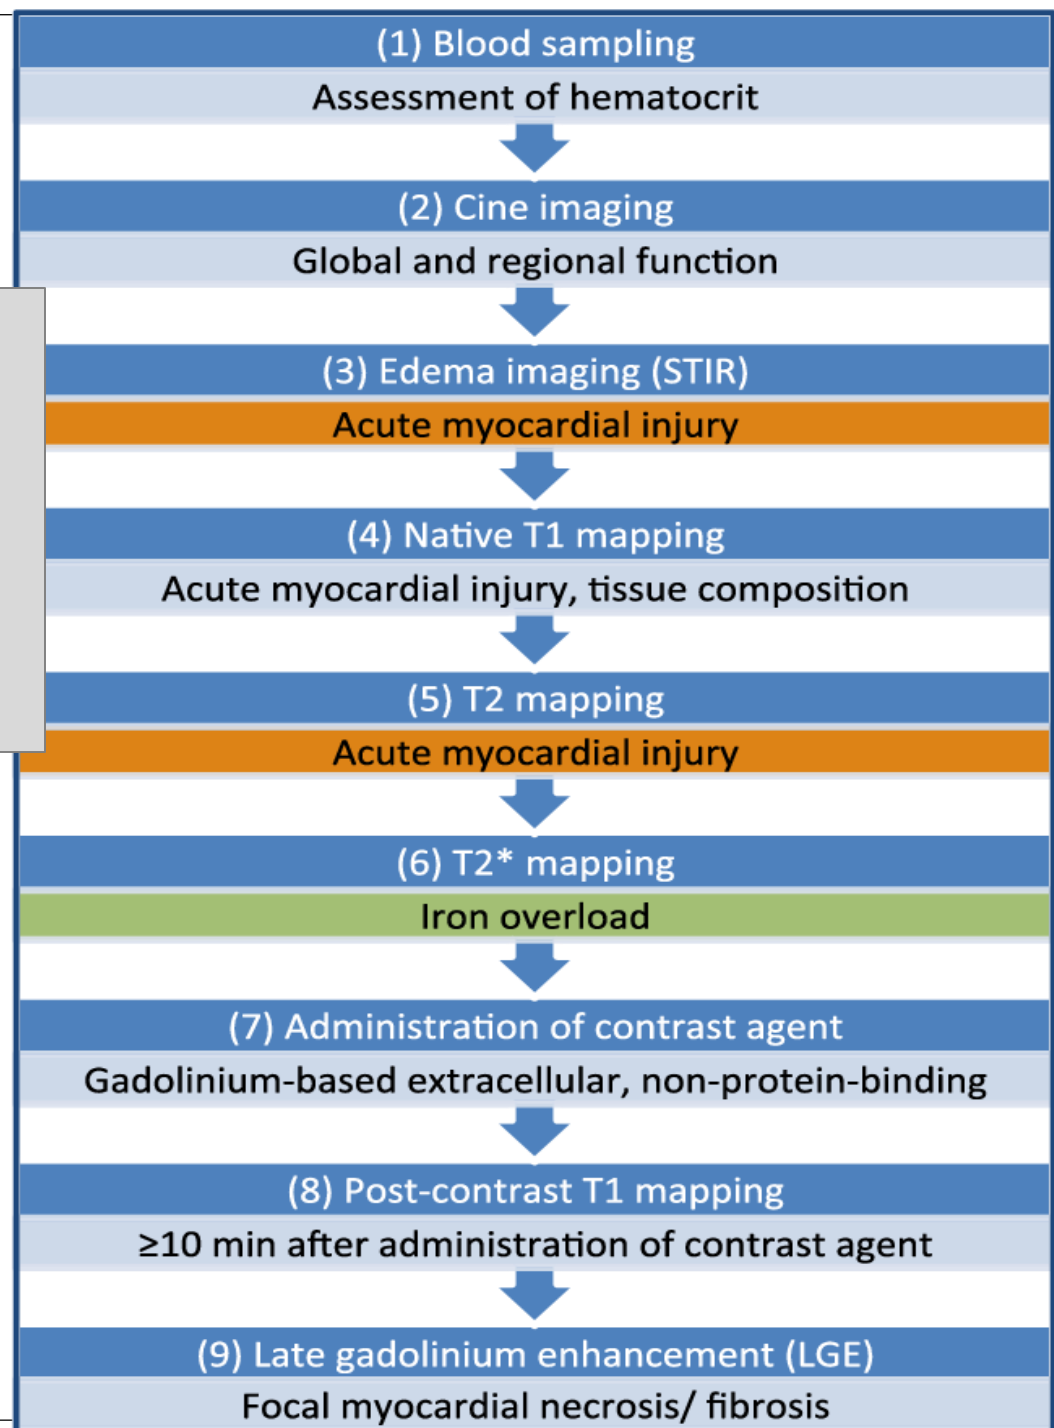 (1) Blood sampling
Assessment of hematocrit
(2) Cine imaging
Global and regional function
(3) Edema imaging (STIR)
Acute myocardial injury
(4) Native T1 mapping
Acute myocardial injury, tissue composition
(5) T2 mapping
Acute myocardial injury
(6) T2* mapping
Iron overload
(7) Administration of contrast agent
Gadolinium-based extracellular, non-protein-binding
(8) Post-contrast T1 mapping
≥10 min after administration of contrast agent
(9) Late gadolinium enhancement (LGE)
Focal myocardial necrosis/ fibrosis